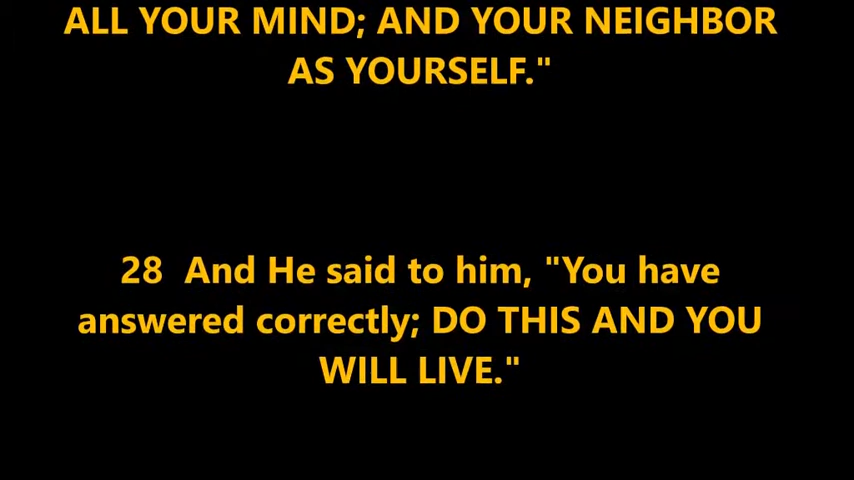 ALL YOUR MIND; AND YOUR NEIGHBOR
AS YOURSELF."
28  And He said to him, "You have
answered correctly; DO THIS AND YOU
WILL LIVE."